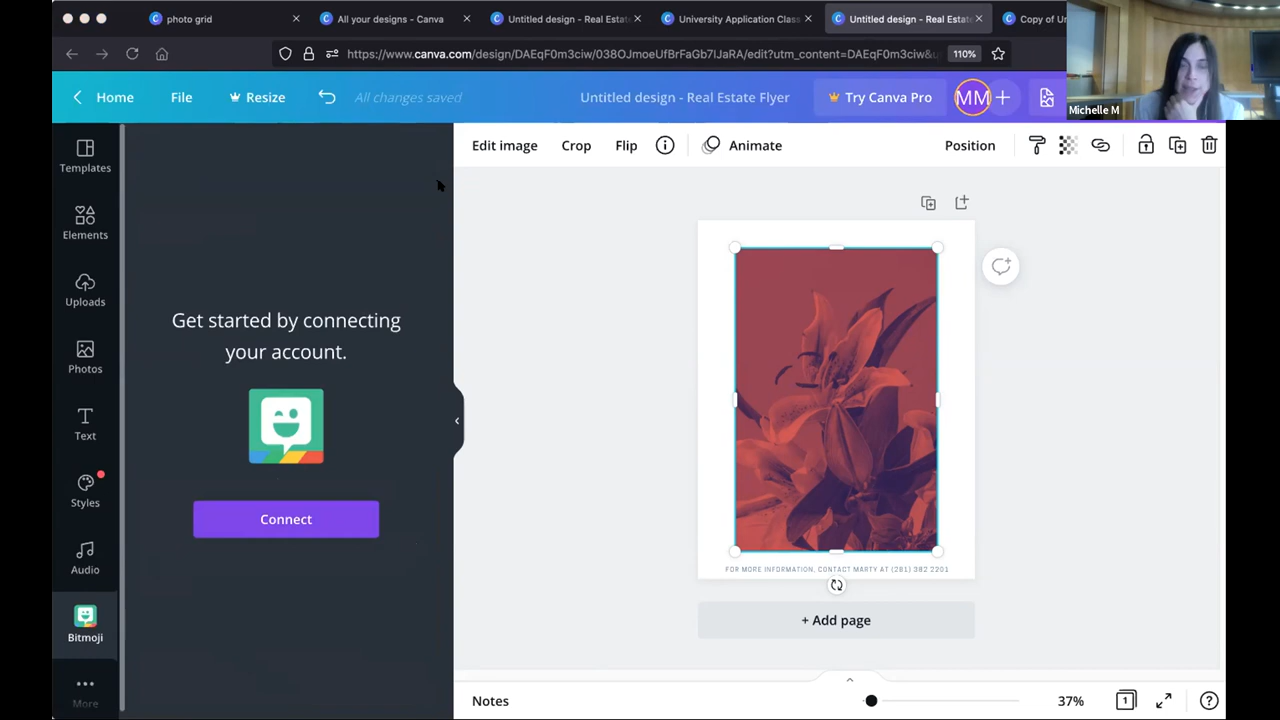 photo grid
All your designs - Canva
Untitled design - Real Estate F
University Application Class
Untitled design - Real Estate
Copy of Un
https://www.canva.com/design/DAEqF0m3ciw/038OJmoeUfBrFaGb7lJaRA/edit?utm_content=DAEqF0m3ciw&u
110%
Michelle M
Home
File
Resize
All changes saved
Untitled design - Real Estate Flyer
Try Canva Pro
MM
Templates
Elements
Uploads
Photos
Text
Styles
Audio
Bitmoji
More
Get started by connecting
your account.
Connect
Edit image
Crop
Flip
Animate
Position
FOR MORE INFORMATION, CONTACT MARTY AT (281) 382 2201
+ Add page
Notes
37%
1